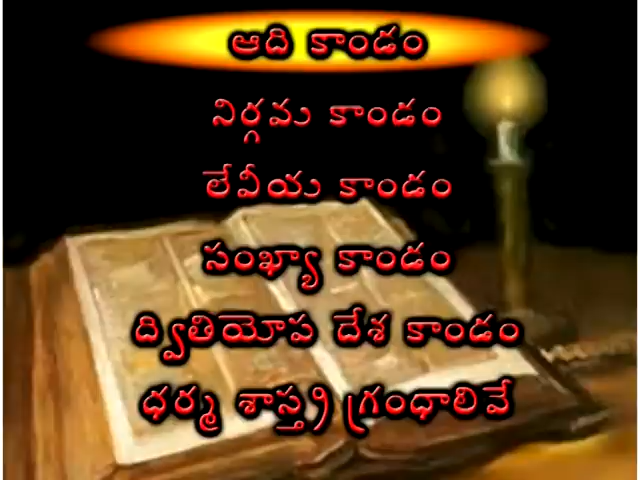 ఆది కాండం
నిర్గమ కాండం
లేవీయ కాండం
సంఖ్యా కాండం
ద్వితియోప దేశ కాండం
ధర్మ శాస్త్ర గ్రంధాలివే